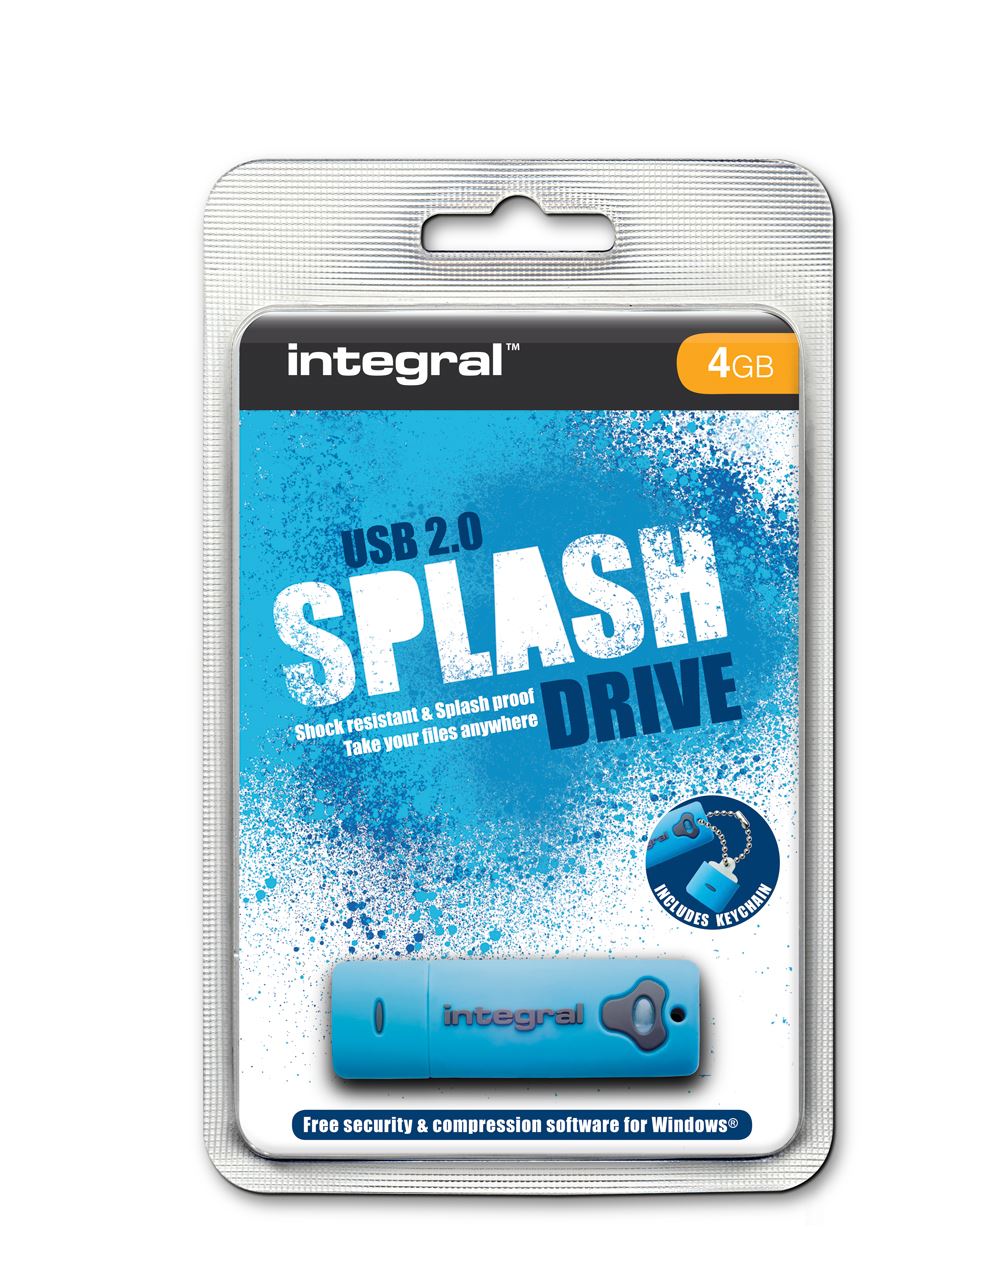 integral™
4GB
USB 2.0
SPLASH
DRIVE
Shock resistant & Splash proof
Take your files anywhere
INCLUDES KEYCHAIN
integral
Free security & compression software for Windows®